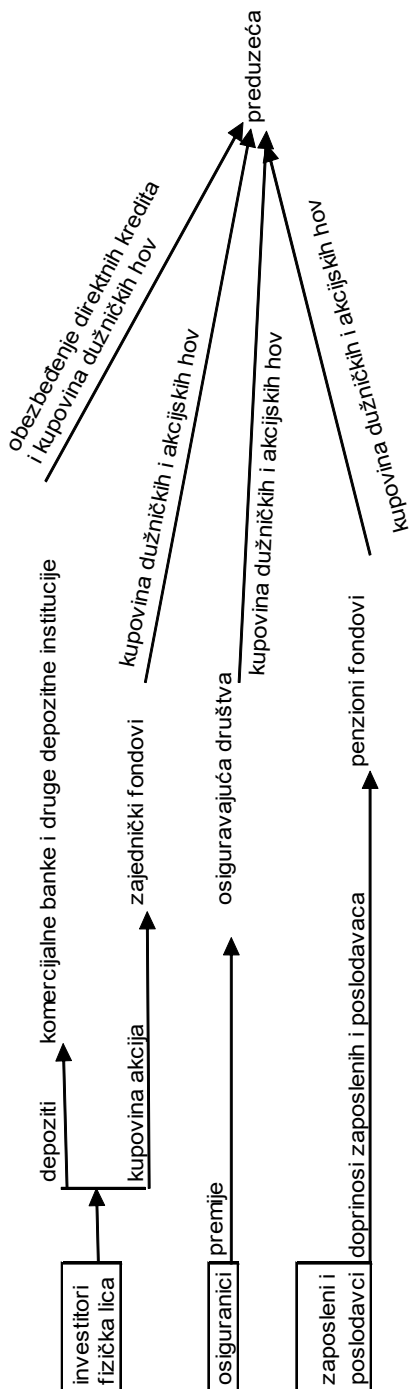 investitori
fizička lica
depoziti
komercijalne banke i druge depozitne institucije
obezbeđenje direktnih kredita
i kupovina dužničkih hov
kupovina akcija
zajednički fondovi
kupovina dužničkih i akcijskih hov
osiguranici
premije
osiguravajuća društva
kupovina dužničkih i akcijskih hov
zaposleni i
poslodavci
doprinosi zaposlenih i poslodavaca
penzioni fondovi
kupovina dužničkih i akcijskih hov
preduzeća